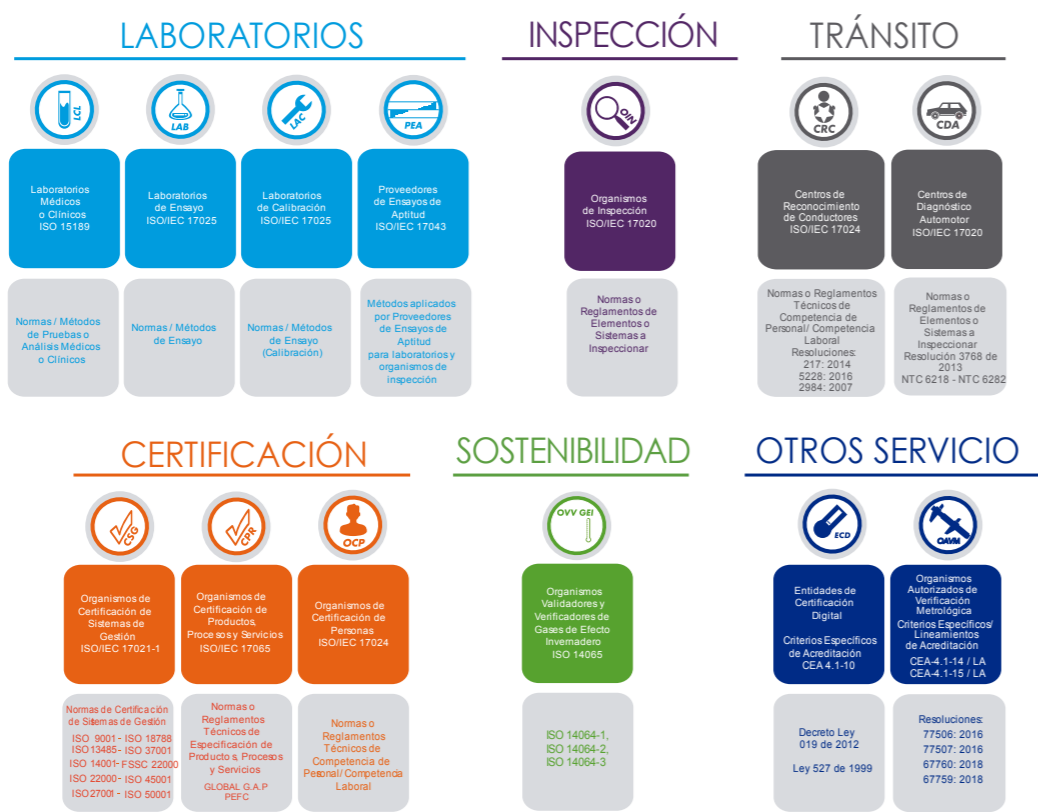 LABORATORIOS
INSPECCIÓN
TRÁNSITO
LCL
LAB
LAC
PEA
OIN
CRC
CDA
Laboratorios
Médicos
o Clínicos
ISO 15189
Laboratorios
de Ensayo
ISO/IEC 17025
Laboratorios
de Calibración
ISO/IEC 17025
Proveedores
de Ensayos de
Aptitud
ISO/IEC 17043
Organismos
de Inspección
ISO/IEC 17020
Centros de
Reconocimiento
de Conductores
ISO/IEC 17024
Centros de
Diagnóstico
Automotor
ISO/IEC 17020
Normas / Métodos
de Pruebas o
Análisis Médicos
o Clínicos
Normas / Métodos
de Ensayo
Normas / Métodos
de Ensayo
(Calibración)
Métodos aplicados
por Proveedores
de Ensayos de
Aptitud
para laboratorios y
organismos de
inspección
Normas o
Reglamentos de
Elementos o
Sistemas a
Inspeccionar
Normas o Reglamentos
Técnicos de
Competencia de
Personal/ Competencia
Laboral
Resoluciones:
217: 2014
5228: 2016
2984: 2007
Normas o
Reglamentos de
Elementos o
Sistemas a
Inspeccionar
Resolución 3768 de
2013
NTC 6218 - NTC 6282
CERTIFICACIÓN
SOSTENIBILIDAD
OTROS SERVICIO
CSG
CPR
OCP
OVV GEI
ECD
OAVM
Organismos de
Certificación de
Sistemas de
Gestión
ISO/IEC 17021-1
Organismos de
Certificación de
Productos,
Procesos y Servicios
ISO/IEC 17065
Organismos de
Certificación de
Personas
ISO/IEC 17024
Organismos
Validadores y
Verificadores de
Gases de Efecto
Invernadero
ISO 14065
Entidades de
Certificación
Digital
Criterios Específicos
de Acreditación
CEA 4.1-10
Organismos
Autorizados de
Verificación
Metrológica
Criterios Específicos/
Lineamientos
de Acreditación
CEA-4.1-14 / LA
CEA-4.1-15 / LA
Normas de Certificación
de Sistemas de Gestión
ISO 9001 - ISO 18788
ISO 13485 - ISO 37001
ISO 14001- FSSC 22000
ISO 22000 - ISO 45001
ISO27001 - ISO 50001
Normas o
Reglamentos
Técnicos de
Especificación de
Productos, Procesos
y Servicios
GLOBAL G.A.P
PEFC
Normas o
Reglamentos
Técnicos de
Competencia de
Personal/ Competencia
Laboral
ISO 14064-1,
ISO 14064-2,
ISO 14064-3
Decreto Ley
019 de 2012
Ley 527 de 1999
Resoluciones:
77506: 2016
77507: 2016
67760: 2018
67759: 2018